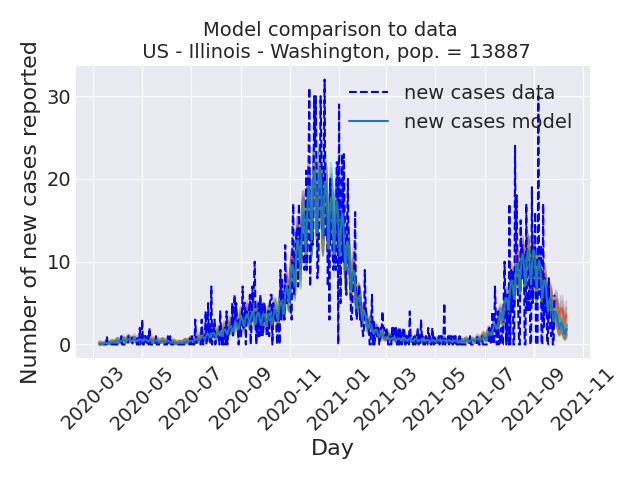 Model comparison to data
US - Illinois - Washington, pop. = 13887
Number of new cases reported
30
20
10
0
new cases data
new cases model
2020-03
2020-05
2020-07
2020-09
2020-11
2021-01
2021-03
2021-05
2021-07
2021-09
2021-11
Day